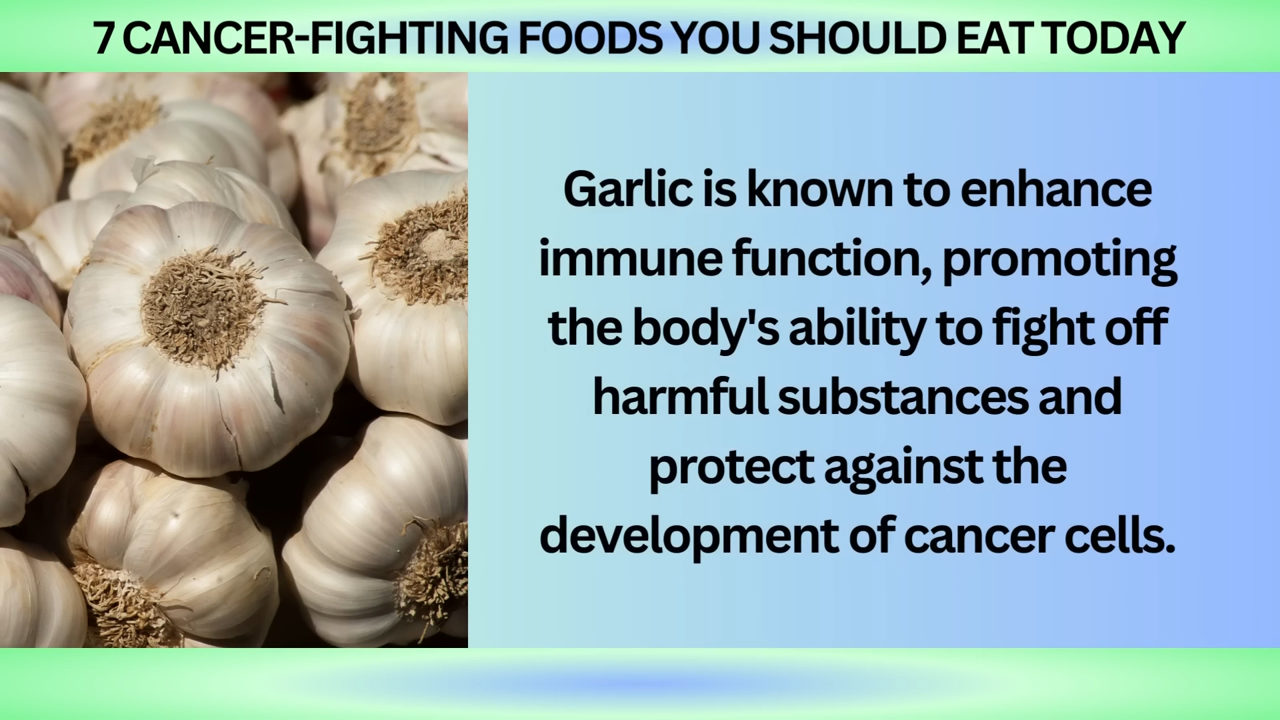 7 CANCER-FIGHTING FOODS YOU SHOULD EAT TODAY
Garlic is known to enhance
immune function, promoting
the body's ability to fight off
harmful substances and
protect against the
development of cancer cells.